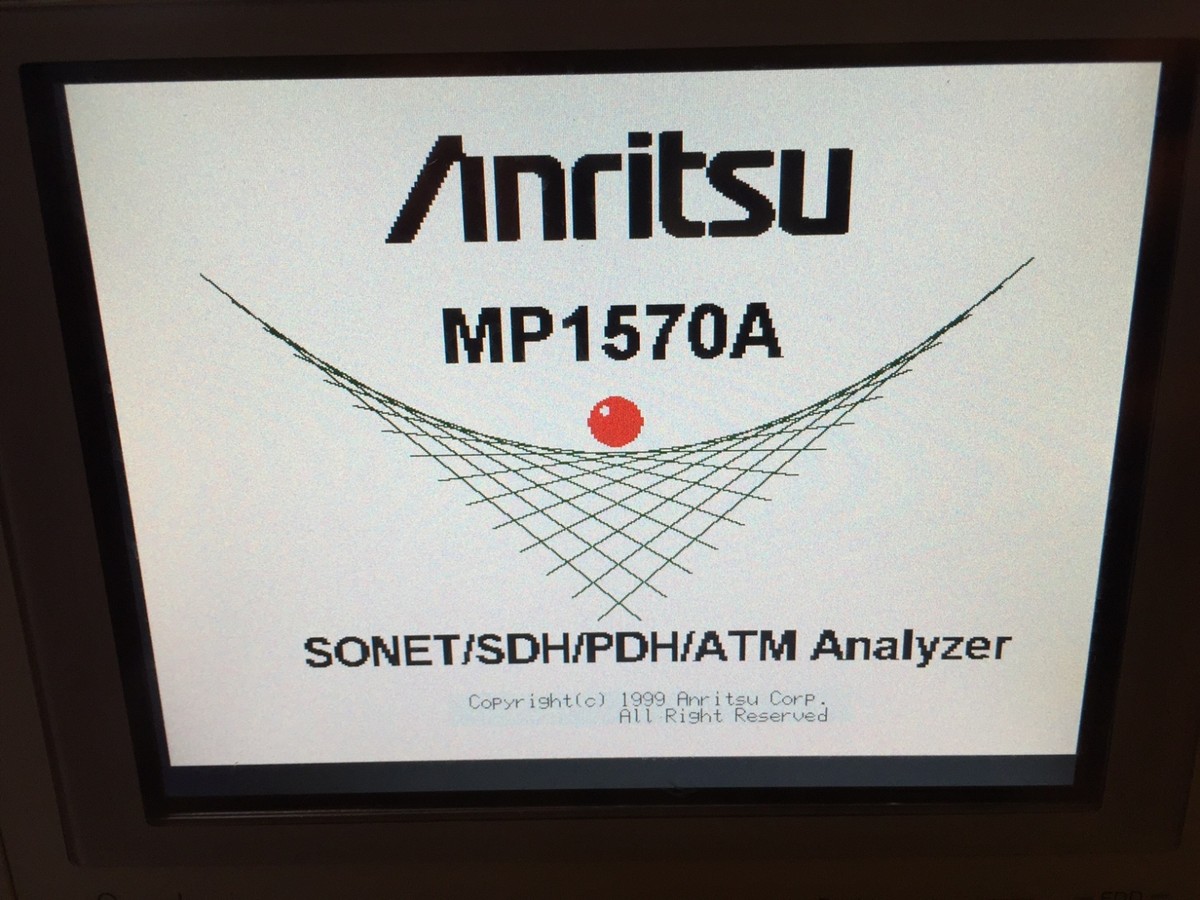 Anritsu
MP1570A
SONET/SDH/PDH/ATM Analyzer
Copyright(c) 1999 Anritsu Corp.
All Right Reserved